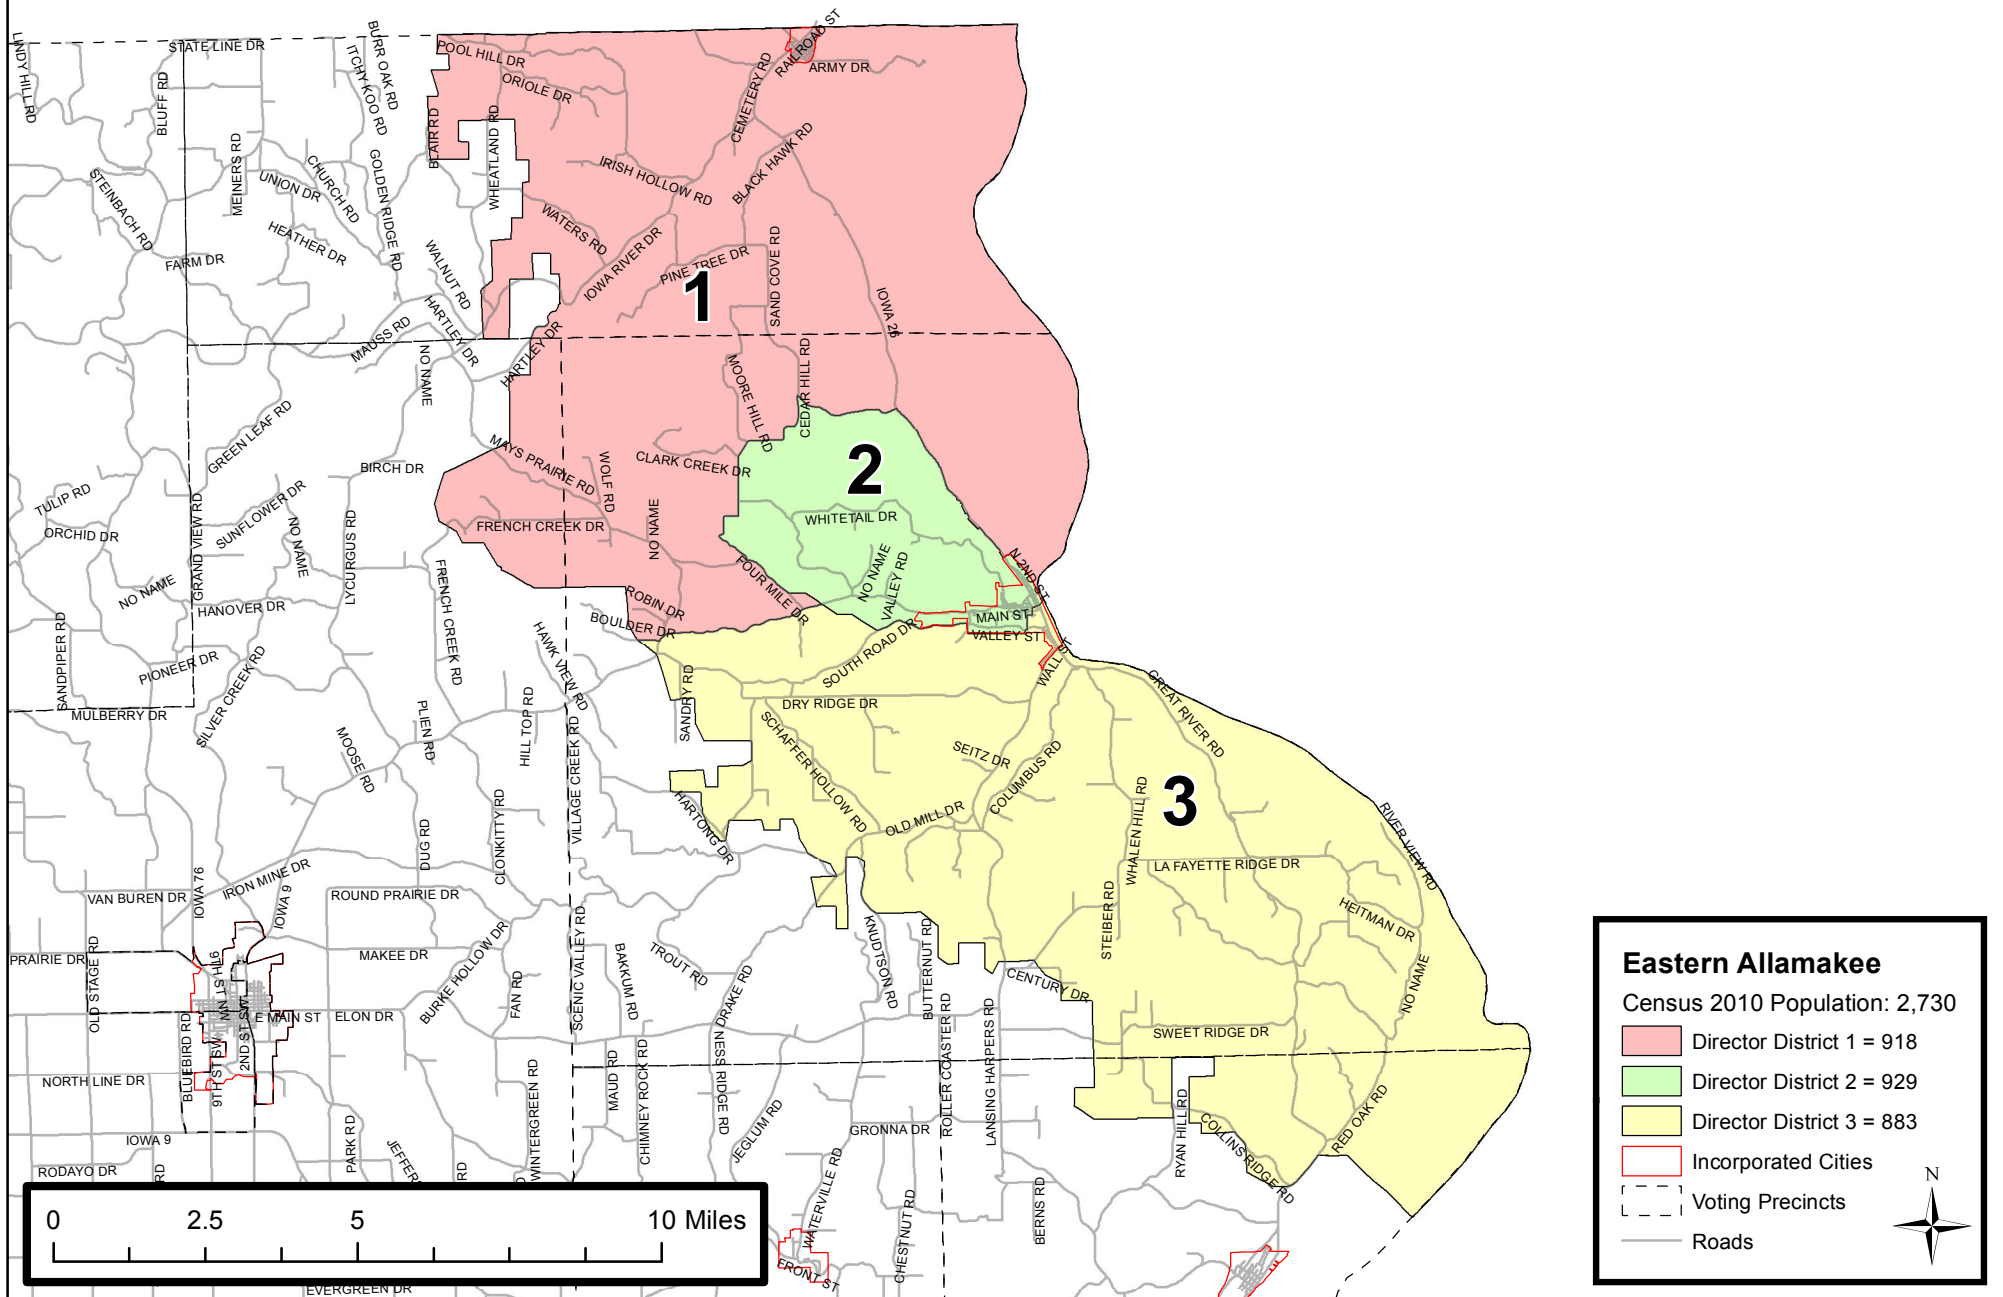 LINDY HILL RD
STATE LINE DR
BLUFF RD
BURR OAK RD
ITCHY KOO RD
POOL HILL DR
ORIOLE DR
RAILROAD ST
ARMY DR
CEMETERY RD
BLAIR RD
WHEATLAND RD
MEINERS RD
UNION DR
CHURCH RD
GOLDEN RIDGE RD
STEINBACH RD
HEATHER DR
FARM DR
IRISH HOLLOW RD
BLACK HAWK RD
WATERS RD
IOWA RIVER DR
PINE TREE DR
SAND COVE RD
WALNUT RD
HARTLEY DR
MAUSS RD
HARTLEY DR
1
IOWA 26
NO NAME
MOORE HILL RD
CEDAR HILL RD
GREEN LEAF RD
BIRCH DR
MAYS PRAIRIE RD
WOLF RD
CLARK CREEK DR
2
TULIP RD
ORCHID DR
GRAND VIEW RD
SUNFLOWER DR
NO NAME
LYCURGUS RD
FRENCH CREEK DR
NO NAME
WHITETAIL DR
NO NAME
HANOVER DR
FRENCH CREEK RD
FOUR MILE DR
NO NAME
VALLEY RD
N 2ND ST
ROBIN DR
BOULDER DR
MAIN ST
VALLEY ST
SOUTH ROAD DR
WALL
SANDPIPER RD
PIONEER DR
SILVER CREEK RD
MULBERRY DR
HAWK VIEW RD
SANDRY RD
DRY RIDGE DR
GREAT RIVER RD
MOOSE RD
PLIEN RD
HILL TOP RD
VILLAGE CREEK RD
SCHAFFER HOLLOW RD
SEITZ DR
COLUMBUS RD
3
HARTONG DR
OLD MILL DR
WHALEN HILL RD
RIVER VIEW RD
DUG RD
CLONKITTY RD
LA FAYETTE RIDGE DR
VAN BUREN DR
IOWA 76
IRON MINE DR
IOWA 9
ROUND PRAIRIE DR
STEIBER RD
HEITMAN DR
PRAIRIE DR
OLD STAGE RD
9TH ST NW
MAKEE DR
BURKE HOLLOW DR
SCENIC VALLEY RD
BAKKUM RD
TROUT RD
DRAKE RD
KNUDTSON RD
BUTTERNUT RD
CENTURY DR
NO NAME
FAN RD
E MAIN ST
ELON DR
SWEET RIDGE DR
BLUEBIRD RD
9TH ST SW
2ND ST SW
NORTH LINE DR
WINTERGREEN RD
MAUD RD
CHIMNEY ROCK RD
NESS RIDGE RD
JEGLUM RD
ROLLER COASTER RD
LANSING HARPERS RD
GRONNA DR
RYAN HILL RD
COLLINS RIDGE RD
RED OAK RD
IOWA 9
RODAYO DR
RD
PARK RD
JEFFER
RD
WATERVILLE RD
CHESTNUT RD
BERNS RD
FRONT ST
EVERGREEN DR
0 2.5 5 10 Miles
Eastern Allamakee
Census 2010 Population: 2,730
Director District 1 = 918
Director District 2 = 929
Director District 3 = 883
Incorporated Cities
Voting Precincts
Roads
N